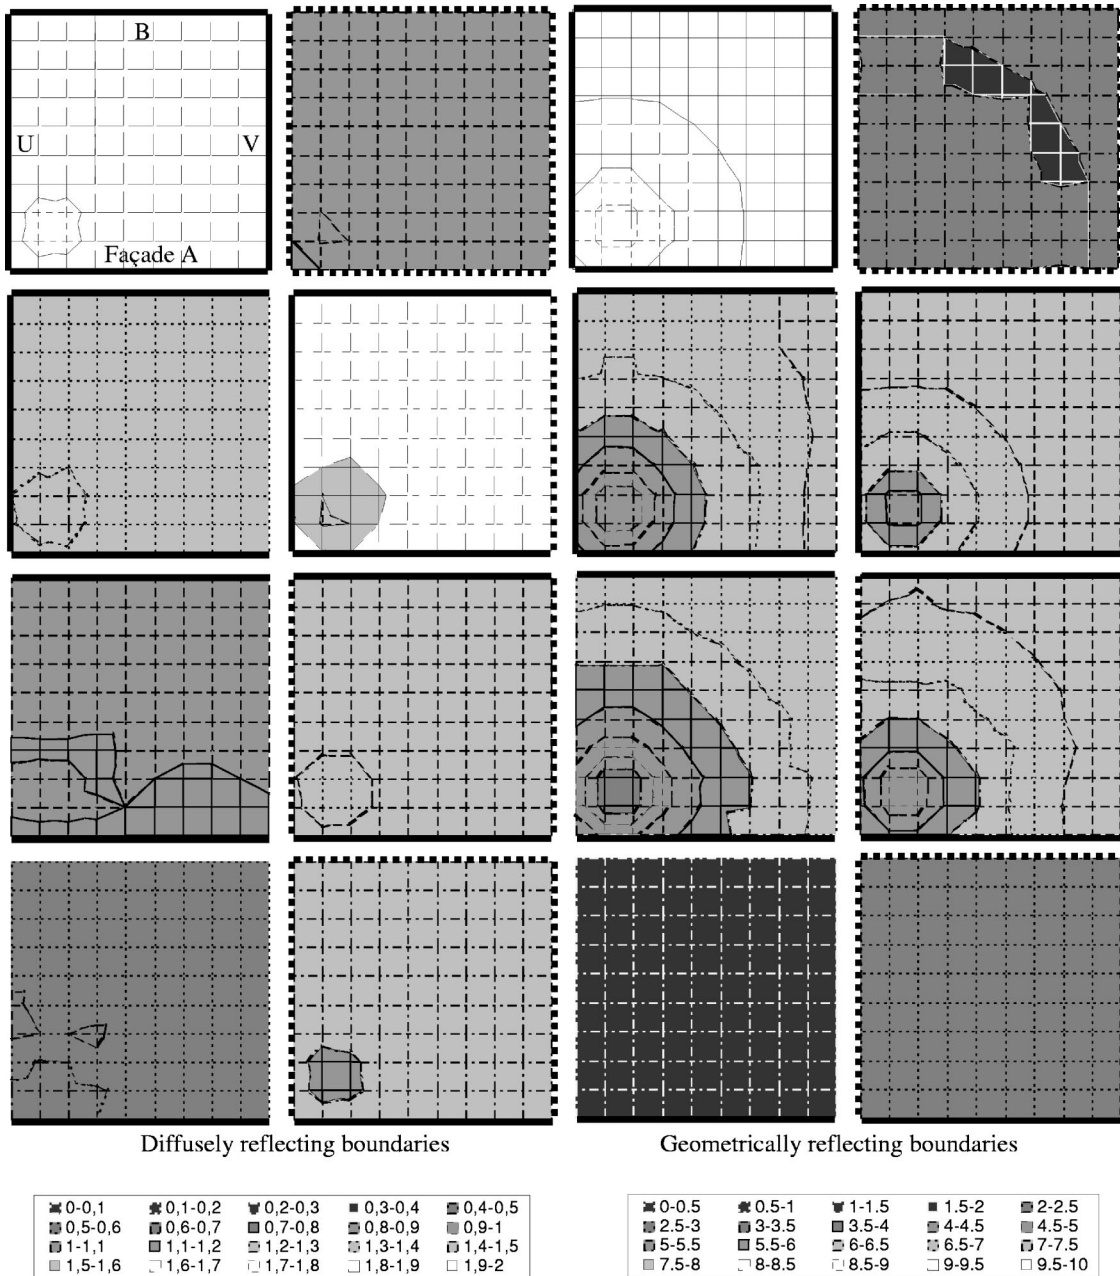 B
U V
Façade A
Diffusely reflecting boundaries
Geometrically reflecting boundaries
0-0,1 0,1-0,2 0,2-0,3 0,3-0,4 0,4-0,5
0,5-0,6 0,6-0,7 0,7-0,8 0,8-0,9 0,9-1
1-1,1 1,1-1,2 1,2-1,3 1,3-1,4 1,4-1,5
1,5-1,6 1,6-1,7 1,7-1,8 1,8-1,9 1,9-2
0-0.5 0.5-1 1-1.5 1.5-2 2-2.5
2.5-3 3-3.5 3.5-4 4-4.5 4.5-5
5-5.5 5.5-6 6-6.5 6.5-7 7-7.5
7.5-8 8-8.5 8.5-9 9-9.5 9.5-10